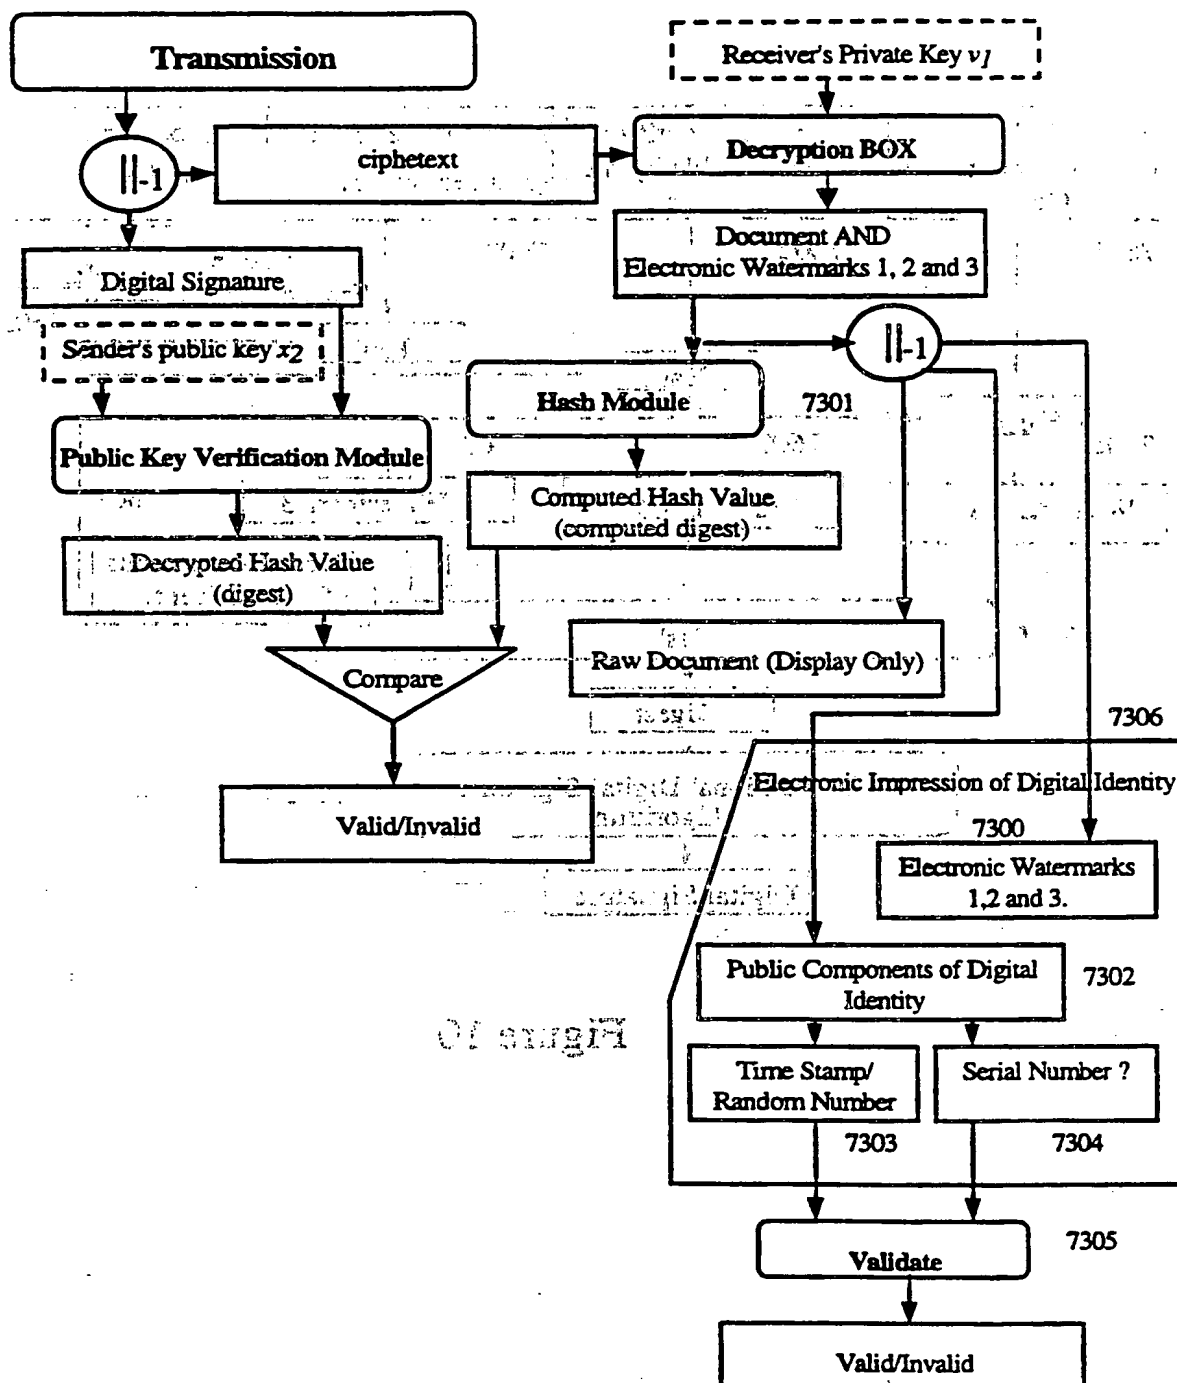 Transmission
Receiver's Private Key v1
||-1
ciphetext
Decryption BOX
Document AND
Electronic Watermarks 1, 2 and 3
Digital Signature
||-1
Sender's public key x2
Hash Module
7301
Public Key Verification Module
Computed Hash Value
(computed digest)
Decrypted Hash Value
(digest)
Raw Document (Display Only)
Compare
7306
Electronic Impression of Digital Identity
Valid/Invalid
7300
Electronic Watermarks
1,2 and 3.
Public Components of Digital
Identity
7302
Figure 10
Time Stamp/
Random Number
Serial Number ?
7303
7304
Validate
7305
Valid/Invalid